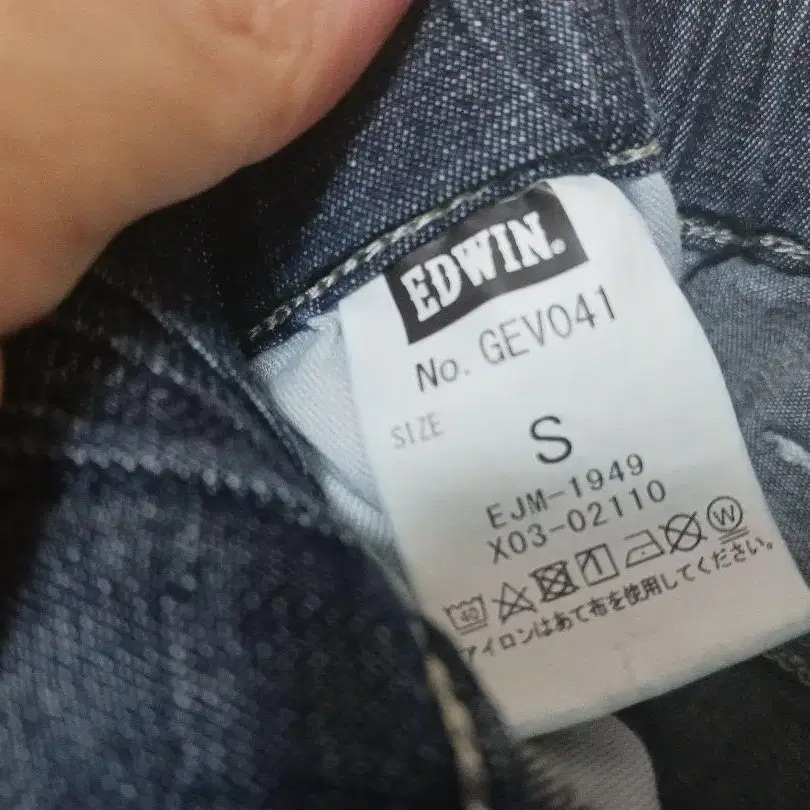 EDWIN.
No. GEV041
SIZE
S
EJM-1949
X03-02110
40 W
アイロンはあて布を使用してください。